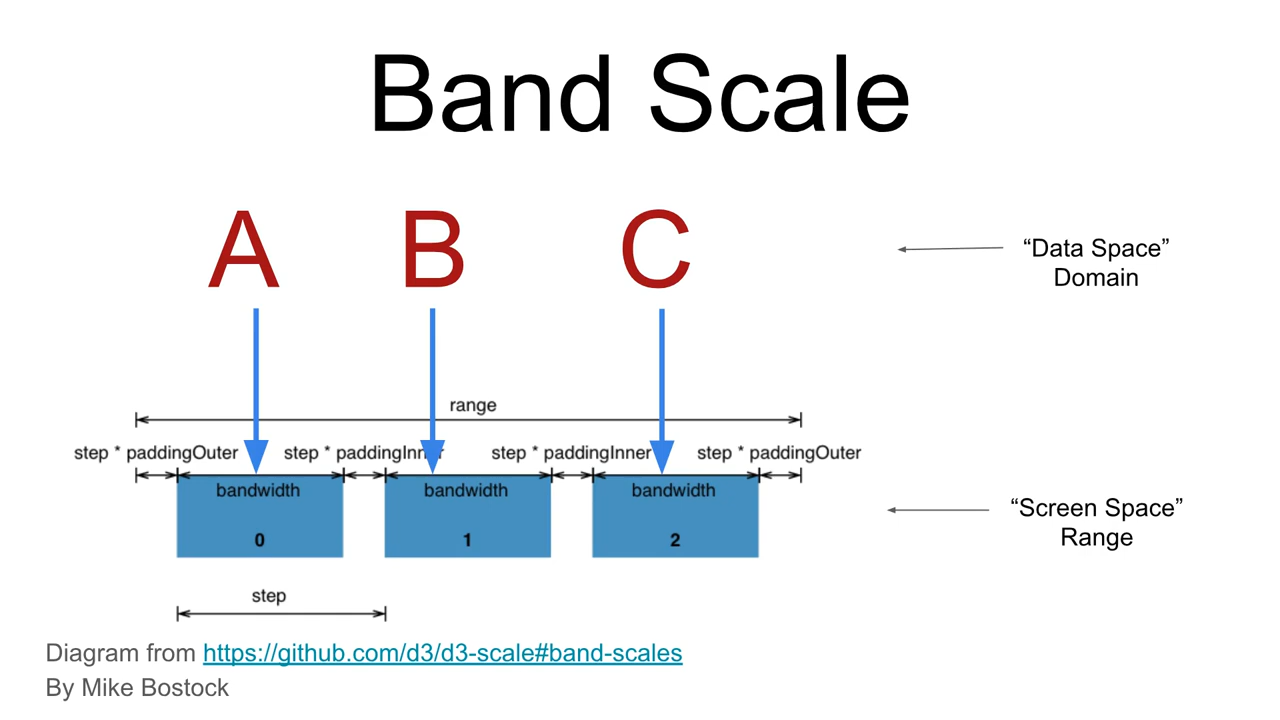 Band Scale
A B C
“Data Space”
Domain
range
step * paddingOuter step * paddingInner step * paddingInner step * paddingOuter
bandwidth bandwidth bandwidth
0 1 2
“Screen Space”
Range
step
Diagram from https://github.com/d3/d3-scale#band-scales
By Mike Bostock